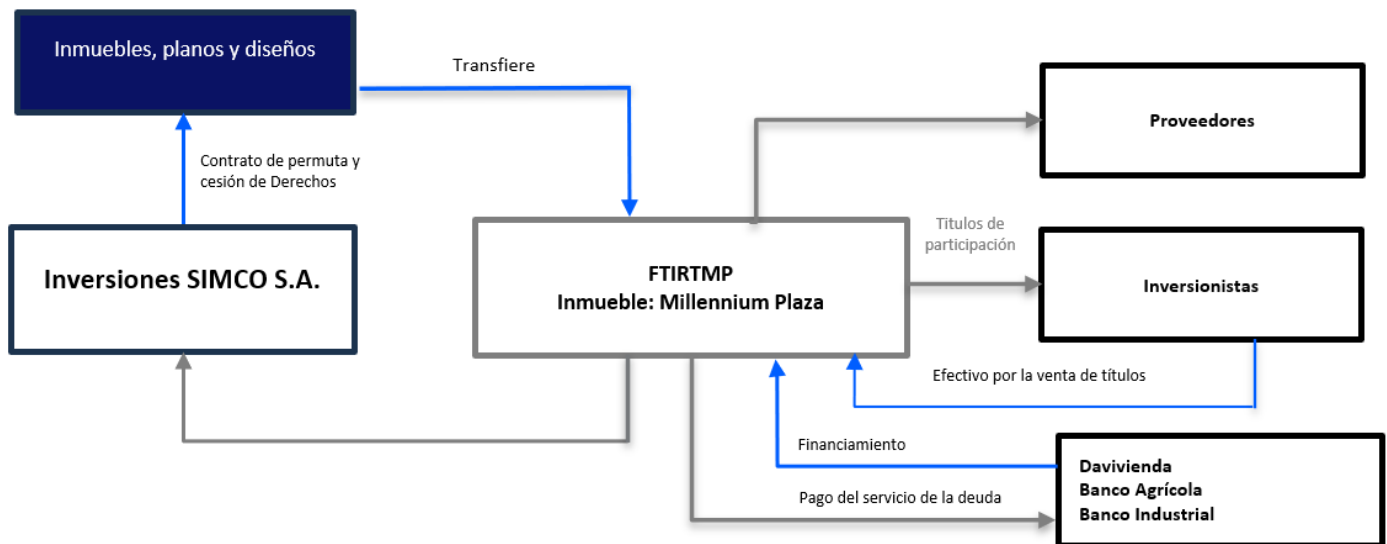 Inmuebles, planos y diseños
Transfiere
Proveedores
Contrato de permuta y
cesión de Derechos
Títulos de
participación
Inversiones SIMCO S.A.
FTIRTMP
Inmueble: Millennium Plaza
Inversionistas
Efectivo por la venta de títulos
Financiamiento
Davivienda
Banco Agrícola
Banco Industrial
Pago del servicio de la deuda